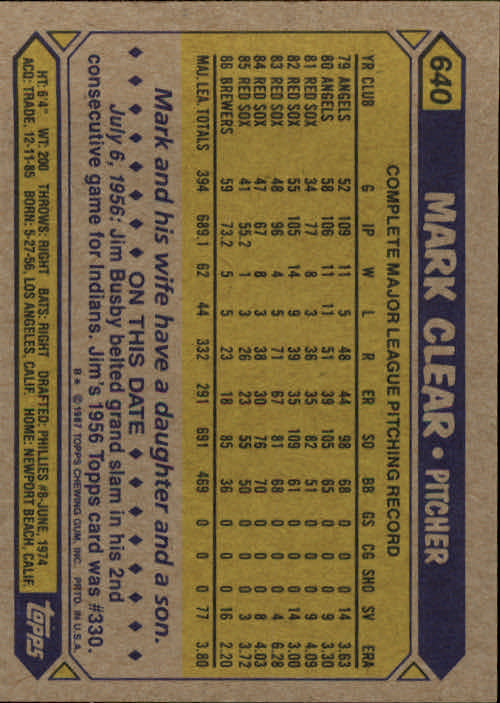 640
MARK CLEAR • PITCHER
COMPLETE MAJOR LEAGUE PITCHING RECORD
YR CLUB G IP W L R ER SO BB GS CG SHO SV ERA
79 ANGELS 52 109 11 5 48 44 98 68 0 0 0 14 3.63
80 ANGELS 58 106 11 11 51 39 105 65 0 0 0 9 3.30
81 RED SOX 34 77 8 3 36 35 82 51 0 0 0 9 4.09
82 RED SOX 55 105 14 9 39 35 109 61 0 0 0 14 3.00
83 RED SOX 48 96 4 5 71 67 81 68 0 0 0 4 6.28
84 RED SOX 47 67 8 3 38 30 76 70 0 0 0 8 4.03
85 RED SOX 41 55.2 1 3 26 23 55 50 0 0 0 3 3.72
86 BREWERS 59 73.2 5 5 23 18 85 36 0 0 0 16 2.20
MAJ. LEA. TOTALS 394 689.1 62 44 332 291 691 469 0 0 0 77 3.80
Mark and his wife have a daughter and a son.
♦ ♦ ♦ ♦ ♦ ♦ ON THIS DATE ♦ ♦ ♦ ♦ ♦ ♦
July 6, 1956: Jim Busby belted grand slam in his 2nd
consecutive game for Indians. Jim's 1956 Topps card was #330.
B* © 1987 TOPPS CHEWING GUM, INC. PRTD. IN U.S.A.
HT: 6'4" WT: 200 THROWS: RIGHT BATS: RIGHT DRAFTED: PHILLIES #8-JUNE, 1974
ACQ: TRADE, 12-11-85 BORN: 5-27-56, LOS ANGELES, CALIF. HOME: NEWPORT BEACH, CALIF.
TOPPS